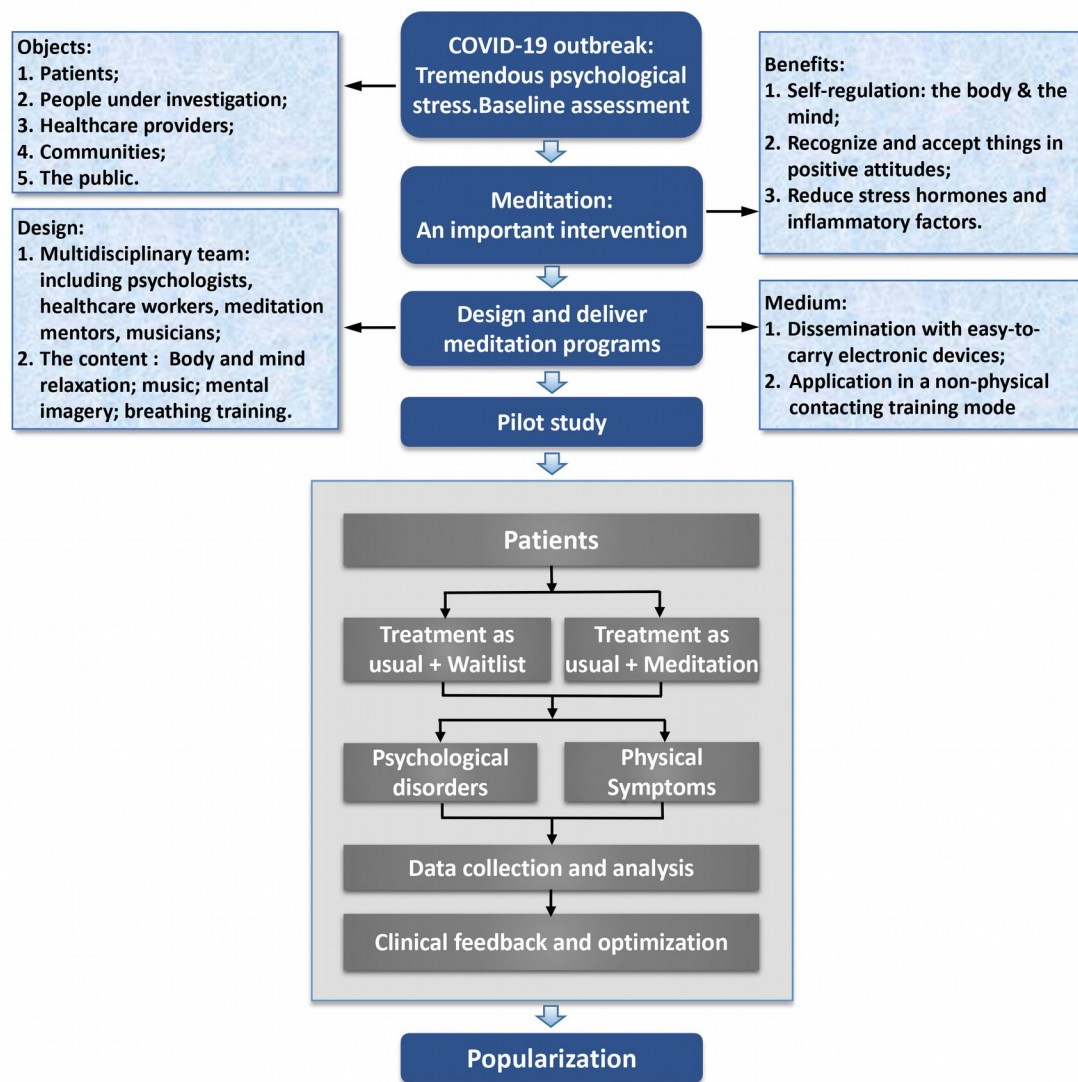 Objects:
1. Patients;
2. People under investigation;
3. Healthcare providers;
4. Communities;
5. The public.
COVID-19 outbreak:
Tremendous psychological
stress.Baseline assessment
Benefits:
1. Self-regulation: the body & the
mind;
2. Recognize and accept things in
positive attitudes;
3. Reduce stress hormones and
inflammatory factors.
Meditation:
An important intervention
Design:
1. Multidisciplinary team:
including psychologists,
healthcare workers, meditation
mentors, musicians;
2. The content : Body and mind
relaxation; music; mental
imagery; breathing training.
Design and deliver
meditation programs
Medium:
1. Dissemination with easy-to-
carry electronic devices;
2. Application in a non-physical
contacting training mode
Pilot study
Patients
Treatment as
usual + Waitlist
Treatment as
usual + Meditation
Psychological
disorders
Physical
Symptoms
Data collection and analysis
Clinical feedback and optimization
Popularization